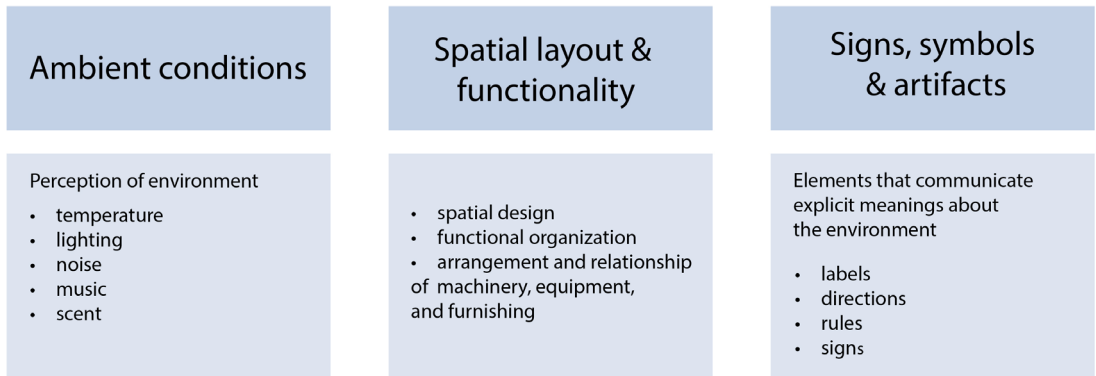 Ambient conditions
Perception of environment
• temperature
• lighting
• noise
• music
• scent
Spatial layout &
functionality
• spatial design
• functional organization
• arrangement and relationship
of machinery, equipment,
and furnishing
Signs, symbols
& artifacts
Elements that communicate
explicit meanings about
the environment
• labels
• directions
• rules
• signs